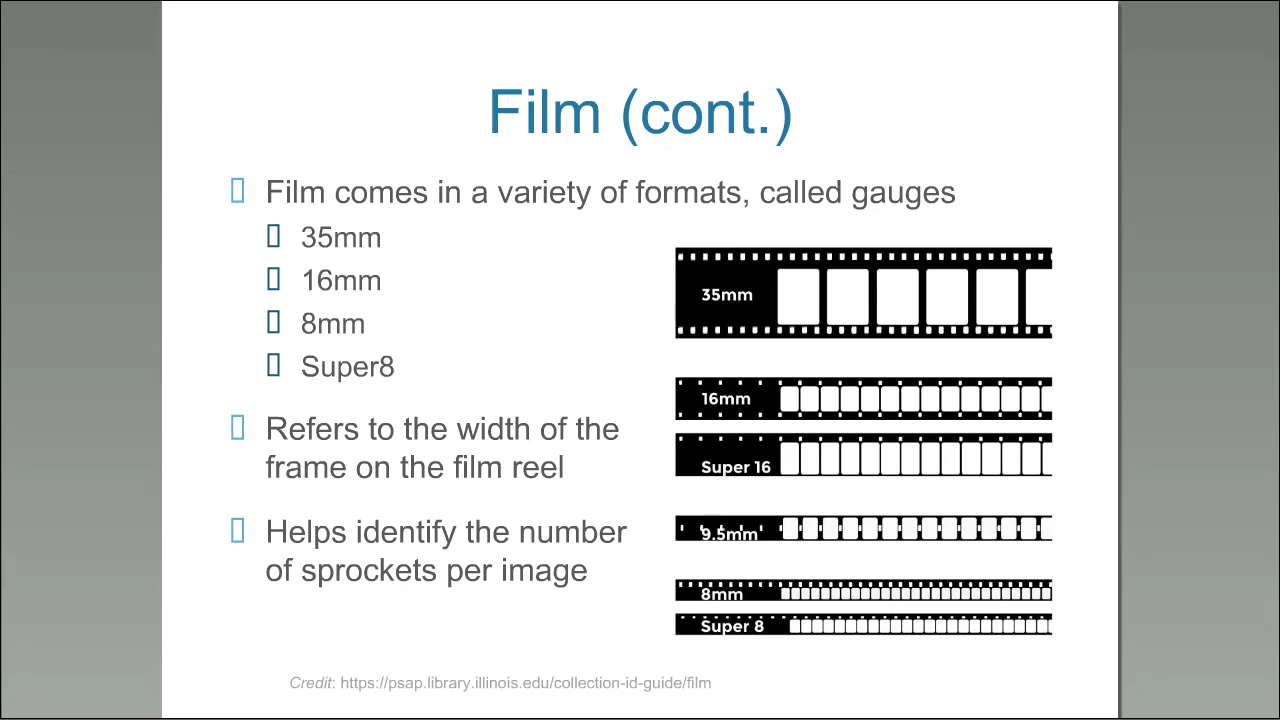 Film (cont.)
Film comes in a variety of formats, called gauges
35mm
16mm
8mm
Super8
Refers to the width of the
frame on the film reel
Helps identify the number
of sprockets per image
35mm
16mm
Super 16
9.5mm
8mm
Super 8
Credit: https://psap.library.illinois.edu/collection-id-guide/film